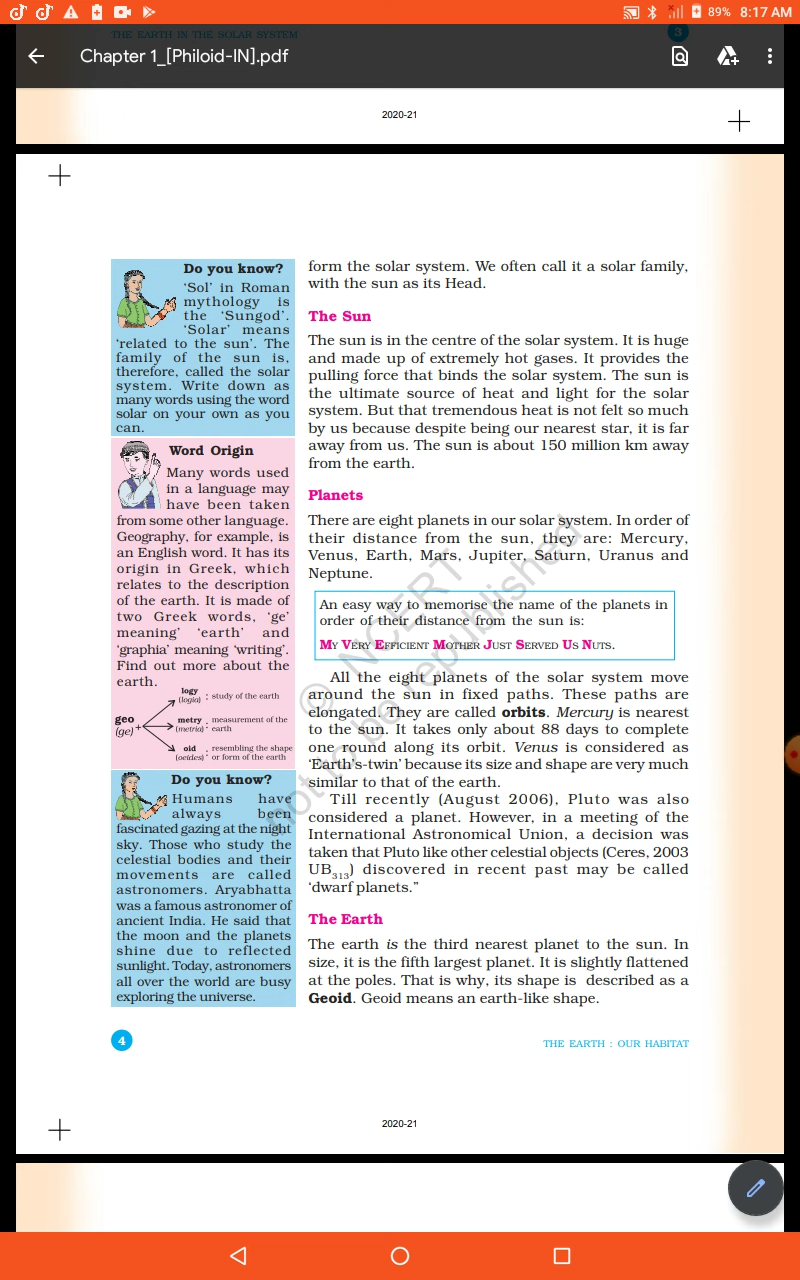 89% 8:17 AM
THE EARTH IN THE SOLAR SYSTEM
3
Chapter 1_[Philoid-IN].pdf
2020-21
Do you know?
‘Sol’ in Roman
mythology is
the ‘Sungod’.
‘Solar’ means
‘related to the sun’. The
family of the sun is,
therefore, called the solar
system. Write down as
many words using the word
solar on your own as you
can.
Word Origin
Many words used
in a language may
have been taken
from some other language.
Geography, for example, is
an English word. It has its
origin in Greek, which
relates to the description
of the earth. It is made of
two Greek words, ‘ge’
meaning’ ‘earth’ and
‘graphia’ meaning ‘writing’.
Find out more about the
earth.
geo
(ge) +
logy
(logia) : study of the earth
metry : measurement of the
(metria) earth
oid : resembling the shape
(oeides) or form of the earth
Do you know?
Humans have
always been
fascinated gazing at the night
sky. Those who study the
celestial bodies and their
movements are called
astronomers. Aryabhatta
was a famous astronomer of
ancient India. He said that
the moon and the planets
shine due to reflected
sunlight. Today, astronomers
all over the world are busy
exploring the universe.
form the solar system. We often call it a solar family,
with the sun as its Head.
The Sun
The sun is in the centre of the solar system. It is huge
and made up of extremely hot gases. It provides the
pulling force that binds the solar system. The sun is
the ultimate source of heat and light for the solar
system. But that tremendous heat is not felt so much
by us because despite being our nearest star, it is far
away from us. The sun is about 150 million km away
from the earth.
Planets
There are eight planets in our solar system. In order of
their distance from the sun, they are: Mercury,
Venus, Earth, Mars, Jupiter, Saturn, Uranus and
Neptune.
An easy way to memorise the name of the planets in
order of their distance from the sun is:
MY VERY EFFICIENT MOTHER JUST SERVED US NUTS.
All the eight planets of the solar system move
around the sun in fixed paths. These paths are
elongated. They are called orbits. Mercury is nearest
to the sun. It takes only about 88 days to complete
one round along its orbit. Venus is considered as
‘Earth’s-twin’ because its size and shape are very much
similar to that of the earth.
Till recently (August 2006), Pluto was also
considered a planet. However, in a meeting of the
International Astronomical Union, a decision was
taken that Pluto like other celestial objects (Ceres, 2003
UB313) discovered in recent past may be called
‘dwarf planets.”
The Earth
The earth is the third nearest planet to the sun. In
size, it is the fifth largest planet. It is slightly flattened
at the poles. That is why, its shape is described as a
Geoid. Geoid means an earth-like shape.
© NCERT
not to be republished
4
THE EARTH : OUR HABITAT
2020-21